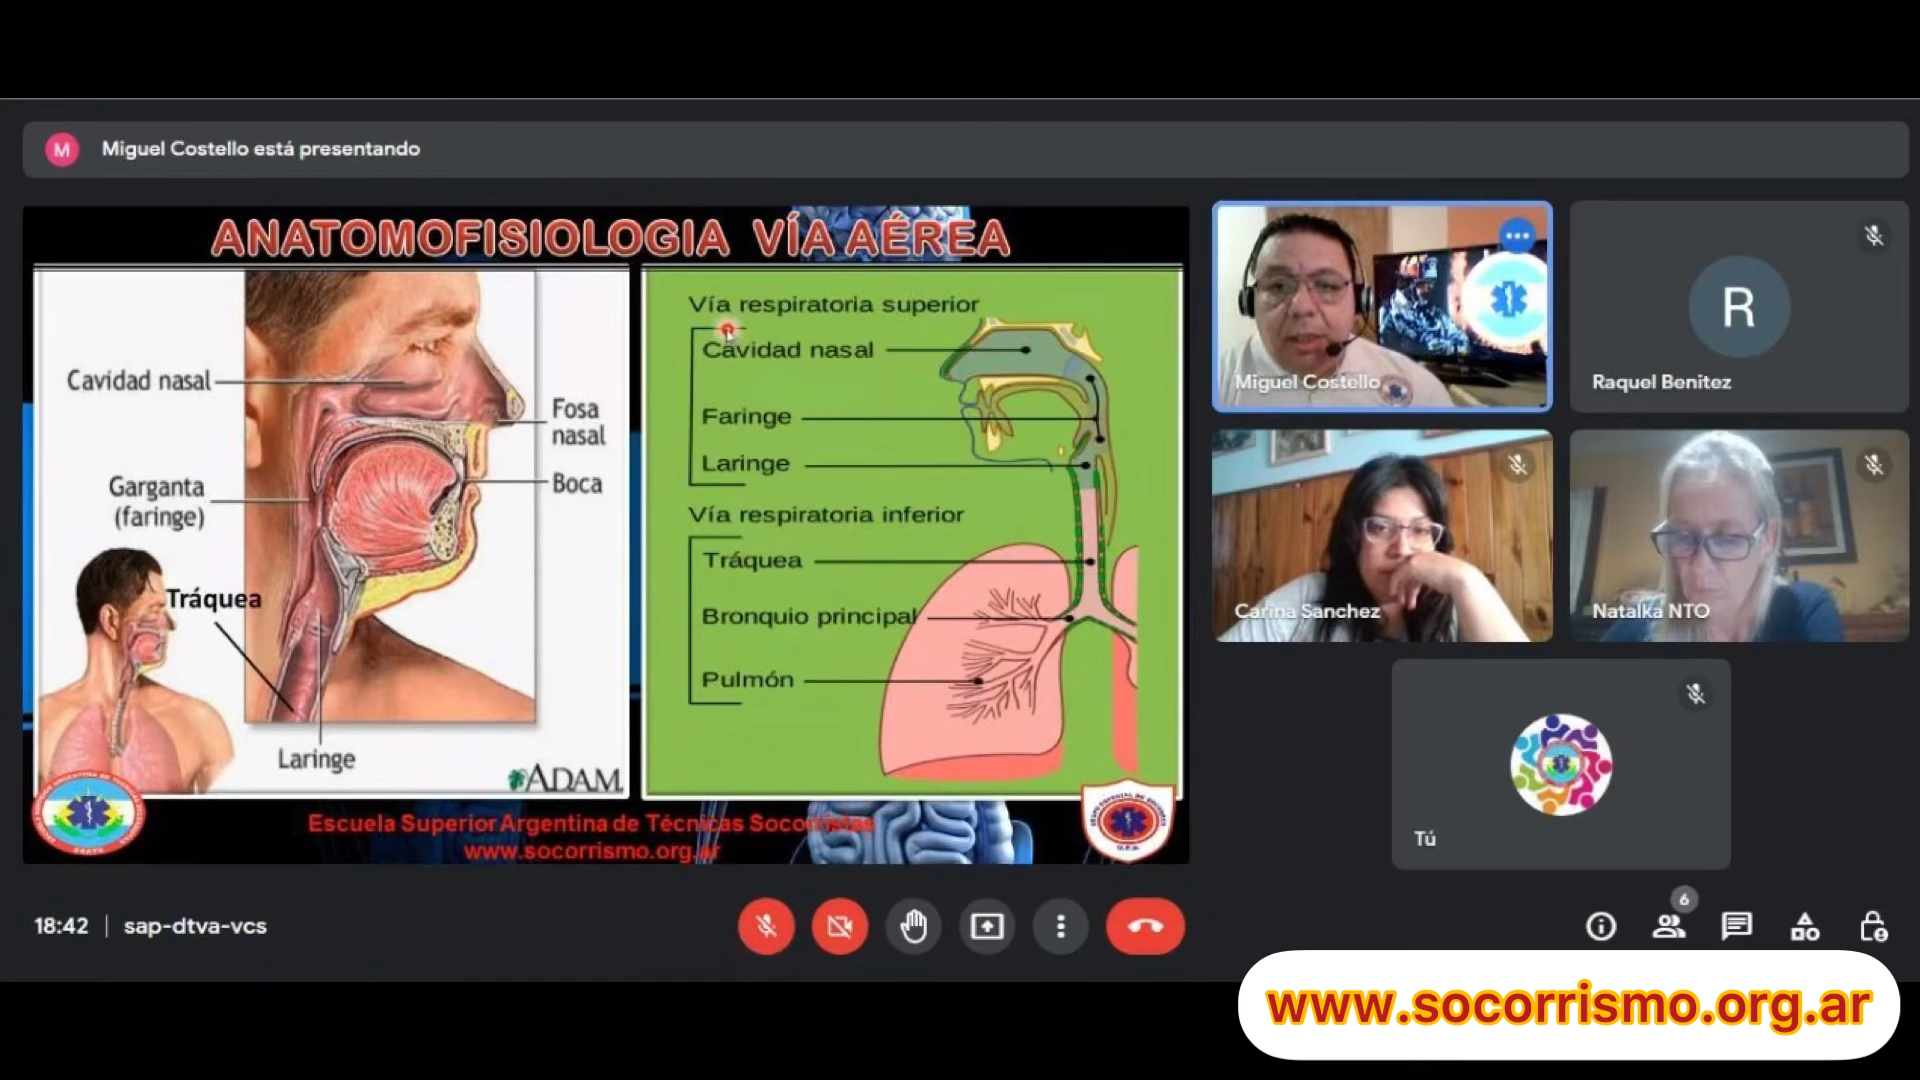 M
Miguel Costello está presentando
ANATOMOFISIOLOGIA VÍA AÉREA
Cavidad nasal
Fosa
nasal
Boca
Garganta
(faringe)
Tráquea
Laringe
ADAM.
Vía respiratoria superior
Cavidad nasal
Faringe
Laringe
Vía respiratoria inferior
Tráquea
Bronquio principal
Pulmón
Escuela Superior Argentina de Técnicas Socorristas
www.socorrismo.org.ar
Miguel Costello
R
Raquel Benitez
Carina Sanchez
Natalka NTO
Tú
18:42 | sap-dtva-vcs
6
www.socorrismo.org.ar